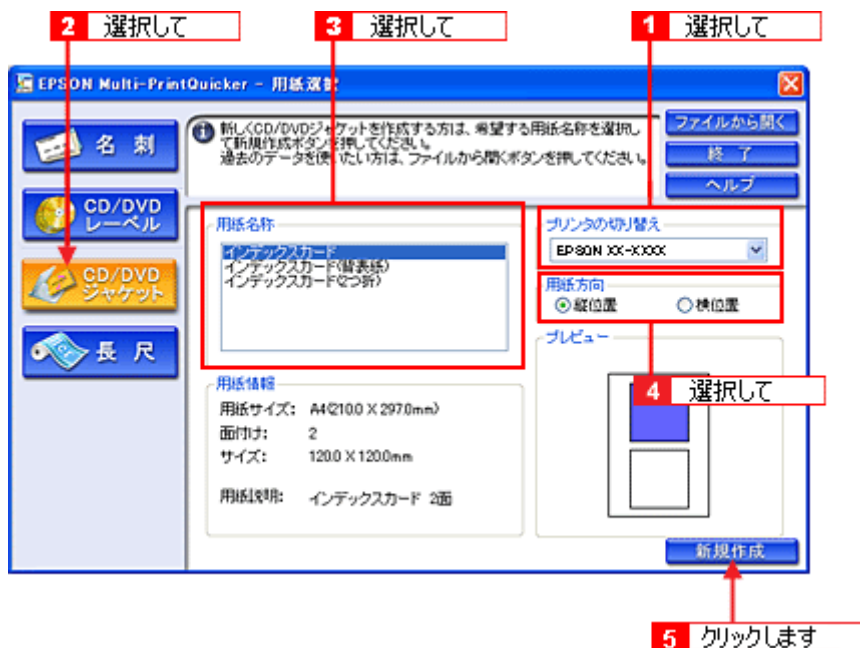 2 選択して
3 選択して
1 選択して
EPSON Multi-PrintQuicker - 用紙選択
名刺
CD/DVD
レーベル
CD/DVD
ジャケット
長尺
新しくCD/DVDジャケットを作成する方は、希望する用紙名称を選択し
て新規作成ボタンを押してください。
過去のデータを使いたい方は、ファイルから開くボタンを押してください。
ファイルから開く
終了
ヘルプ
用紙名称
インデックスカード
インデックスカード(背表紙)
インデックスカード(2つ折)
プリンタの切り替え
EPSON XX-XXXX
用紙方向
縦位置 横位置
プレビュー
4 選択して
用紙情報
用紙サイズ: A4(210.0 X 297.0mm)
面付け: 2
サイズ: 120.0 X 120.0mm
用紙説明: インデックスカード 2面
新規作成
5 クリックします